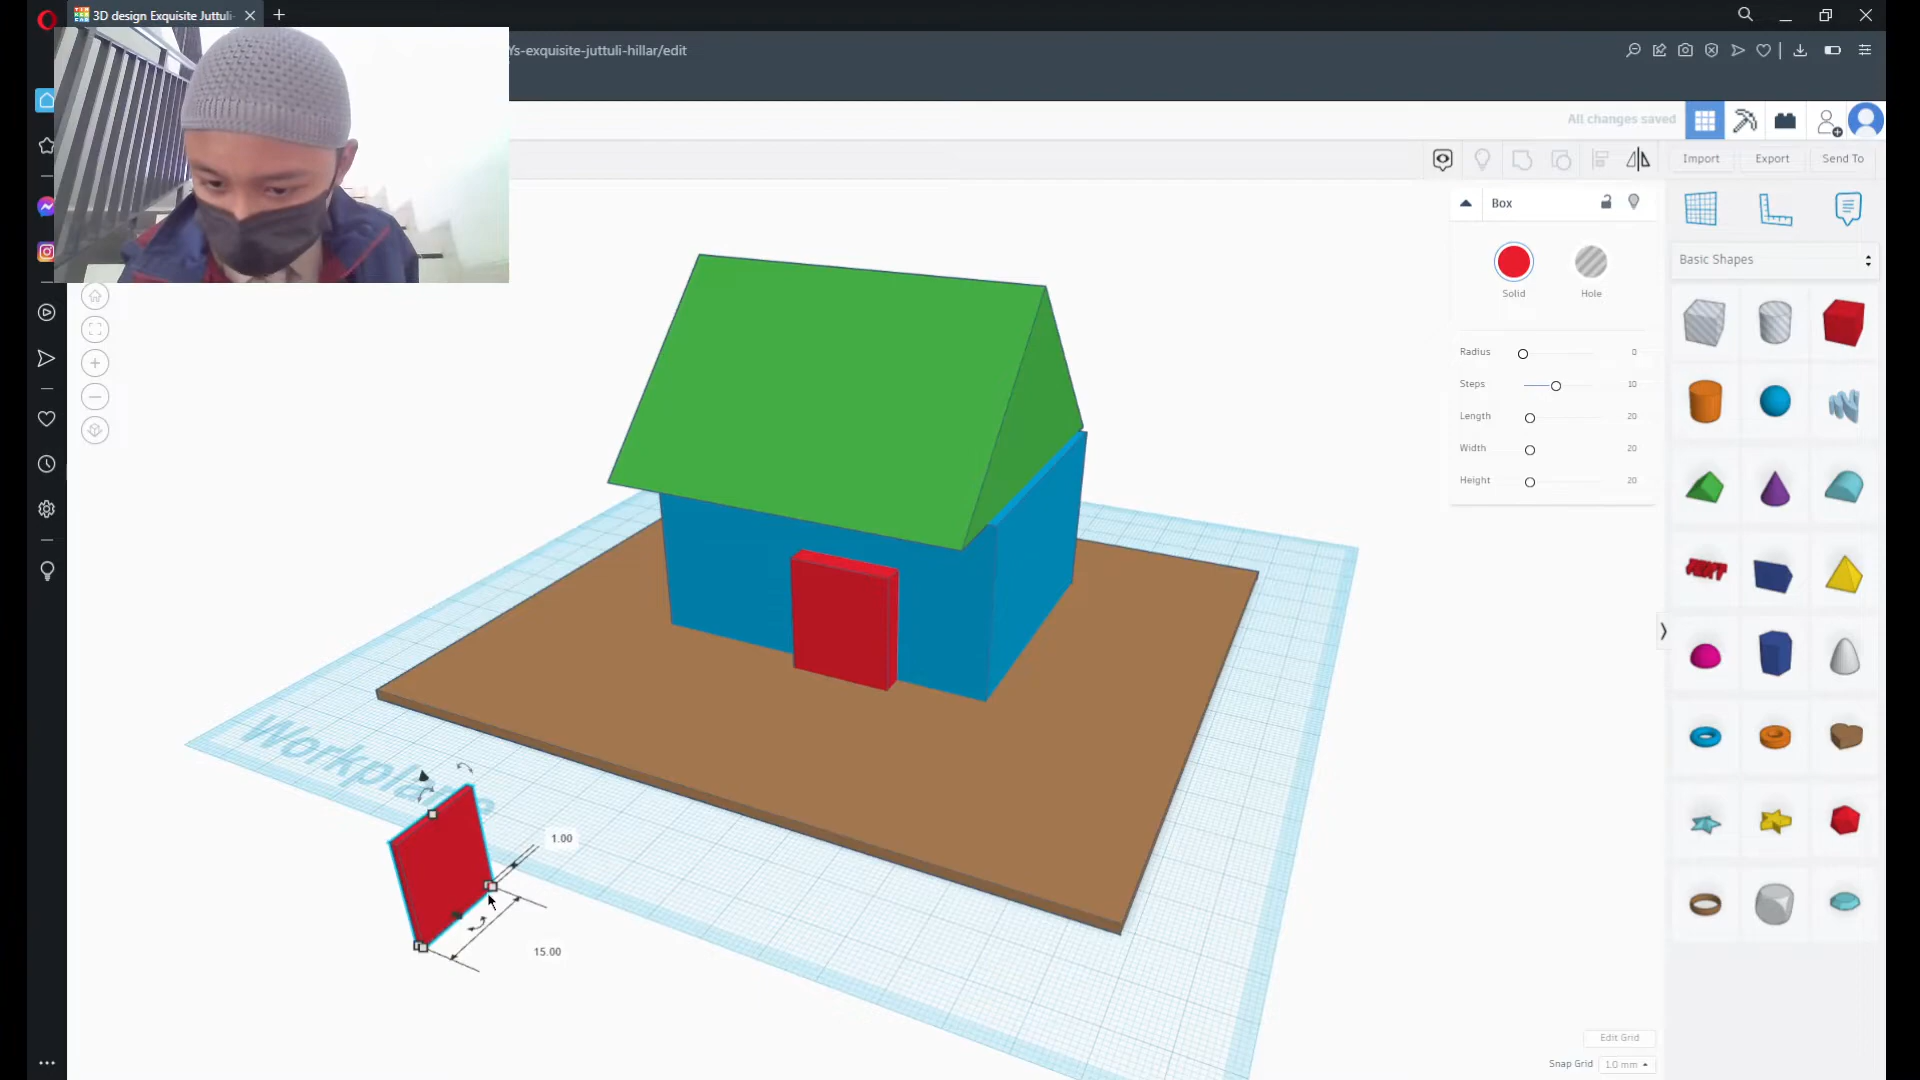 3D design Exquisite Juttuli-
Ys-exquisite-juttuli-hillar/edit
All changes saved
Import
Export
Send To
Box
Solid
Hole
Radius
0
Steps
10
Length
20
Width
20
Height
20
Basic Shapes
TEXT
Workplane
1.00
15.00
Edit Grid
Snap Grid
1.0 mm